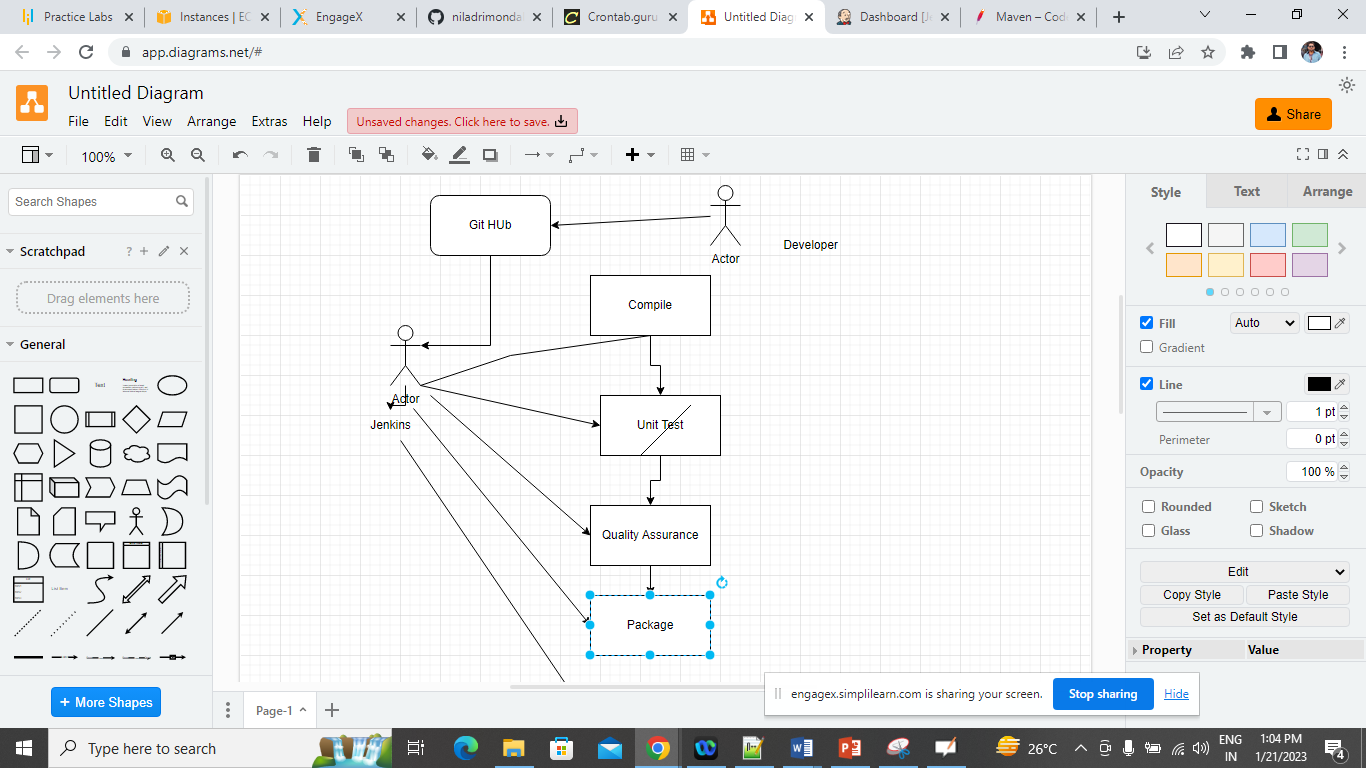 Practice Labs
Instances | EC
EngageX
niladrimonda
Crontab.guru
Untitled Diag
Dashboard [Je
Maven – Cod
app.diagrams.net/#
Untitled Diagram
File Edit View Arrange Extras Help
Unsaved changes. Click here to save.
Share
100%
Search Shapes
Scratchpad
?
Drag elements here
General
Text
Heading
List Item
+ More Shapes
Git HUb
Actor
Developer
Compile
Actor
Jenkins
Unit Test
Quality Assurance
Package
Style Text Arrange
Fill Auto
Gradient
Line
1 pt
Perimeter 0 pt
Opacity 100 %
Rounded Sketch
Glass Shadow
Edit
Copy Style Paste Style
Set as Default Style
Property Value
Page-1
engagex.simplilearn.com is sharing your screen.
Stop sharing
Hide
Type here to search
26°C
ENG
IN
1:04 PM
1/21/2023
4